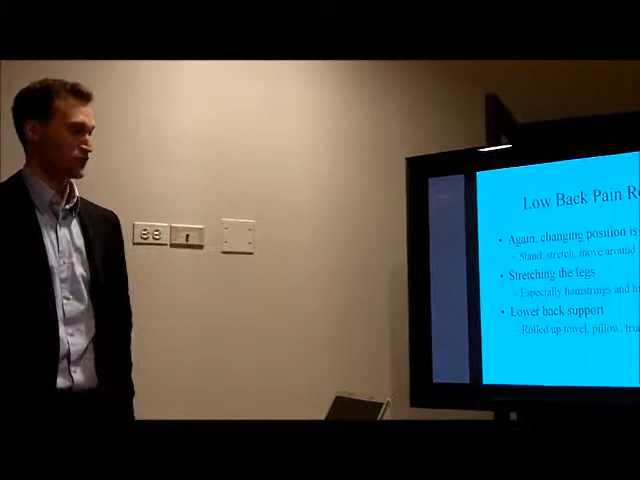 Low Back Pain R
• Again, changing position is
- Stand, stretch, move around
• Stretching the legs
- Especially hamstrings and
• Lower back support
- Rolled up towel, pillow,